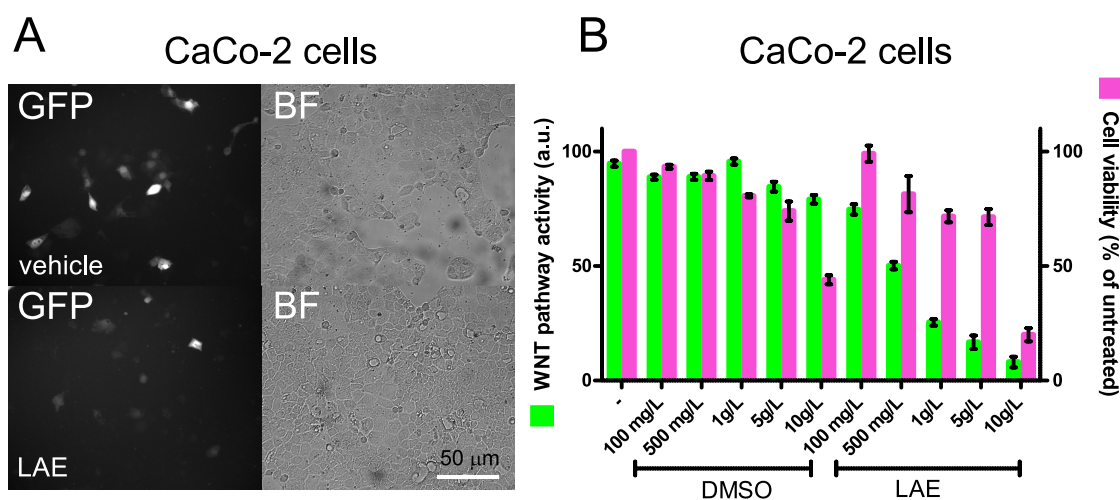 A
CaCo-2 cells
GFP
BF
vehicle
GFP
BF
LAE
50 µm
B
CaCo-2 cells
WNT pathway activity (a.u.)
100
50
0
100
50
0
Cell viability (% of untreated)
-
100 mg/L
500 mg/L
1g/L
5g/L
10g/L
100 mg/L
500 mg/L
1g/L
5g/L
10g/L
DMSO
LAE